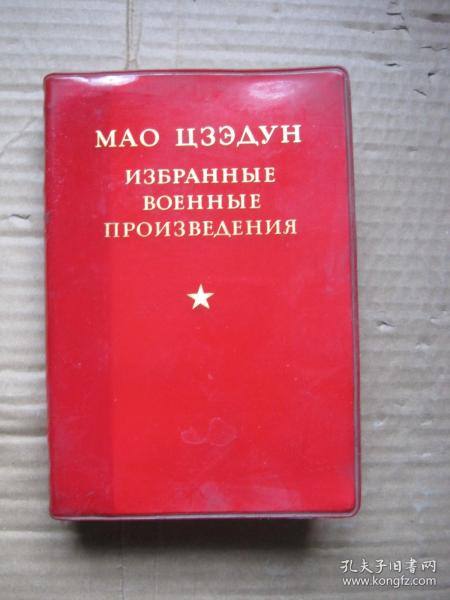 МАО ЦЗЭДУН
ИЗБРАННЫЕ
ВОЕННЫЕ
ПРОИЗВЕДЕНИЯ
孔夫子旧书网
www.kongfz.com